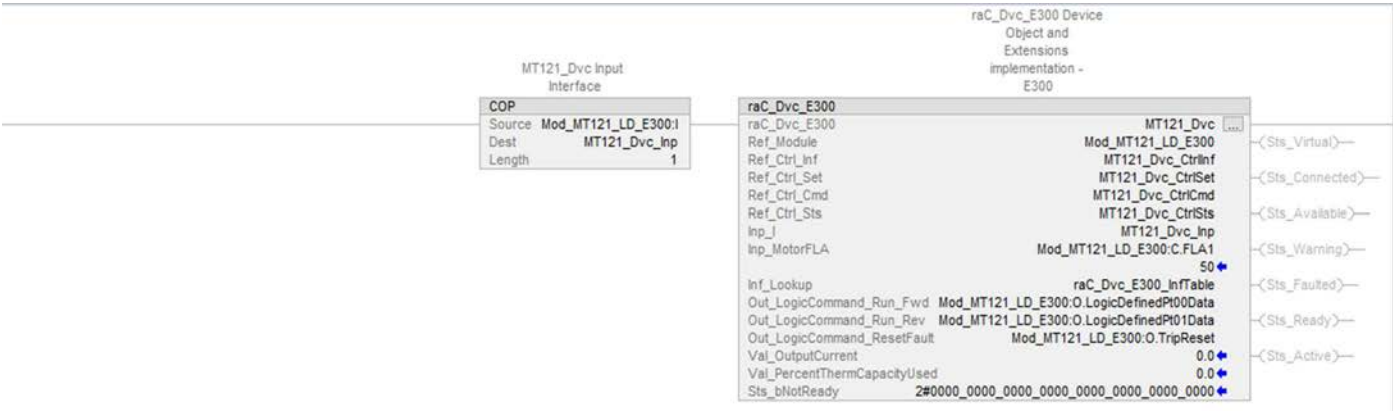 raC_Dvc_E300 Device
Object and
Extensions
implementation -
E300
MT121_Dvc Input
Interface
COP
Source Mod_MT121_LD_E300:I
Dest MT121_Dvc_Inp
Length 1
raC_Dvc_E300
raC_Dvc_E300 MT121_Dvc ...
Ref_Module Mod_MT121_LD_E300
Ref_Ctrl_Inf MT121_Dvc_CtrlInf
Ref_Ctrl_Set MT121_Dvc_CtrlSet
Ref_Ctrl_Cmd MT121_Dvc_CtrlCmd
Ref_Ctrl_Sts MT121_Dvc_CtrlSts
Inp_I MT121_Dvc_Inp
Inp_MotorFLA Mod_MT121_LD_E300:C.FLA1
50
Inf_Lookup raC_Dvc_E300_InfTable
Out_LogicCommand_Run_Fwd Mod_MT121_LD_E300:O.LogicDefinedPt00Data
Out_LogicCommand_Run_Rev Mod_MT121_LD_E300:O.LogicDefinedPt01Data
Out_LogicCommand_ResetFault Mod_MT121_LD_E300:O.TripReset
Val_OutputCurrent 0.0
Val_PercentThermCapacityUsed 0.0
Sts_bNotReady 2#0000_0000_0000_0000_0000_0000_0000_0000
(Sts_Virtual)
(Sts_Connected)
(Sts_Available)
(Sts_Warning)
(Sts_Faulted)
(Sts_Ready)
(Sts_Active)